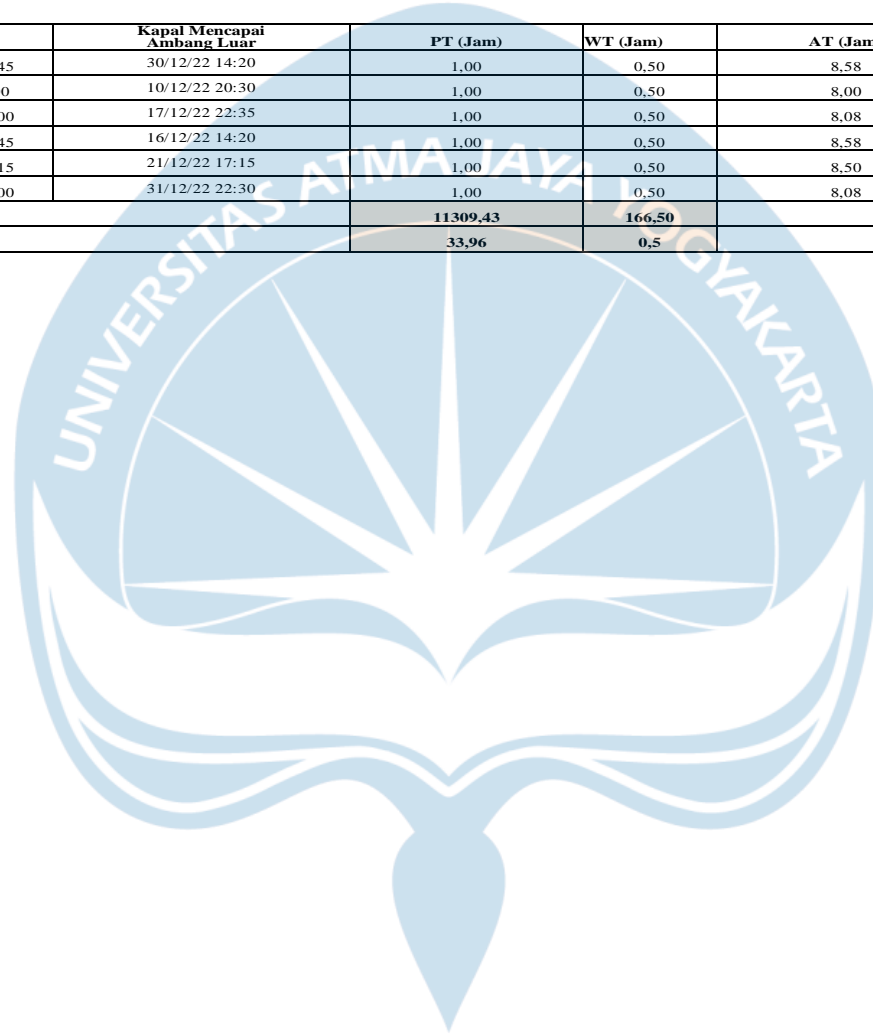 Kapal Mencapai
Ambang Luar PT (Jam) WT (Jam) AT (Jam
45 30/12/22 14:20 1,00 0,50 8,58
0 10/12/22 20:30 1,00 0,50 8,00
00 17/12/22 22:35 1,00 0,50 8,08
45 16/12/22 14:20 1,00 0,50 8,58
15 21/12/22 17:15 1,00 0,50 8,50
00 31/12/22 22:30 1,00 0,50 8,08
11309,43 166,50
33,96 0,5
UNIVERSITAS ATMA JAYA YOGYAKARTA